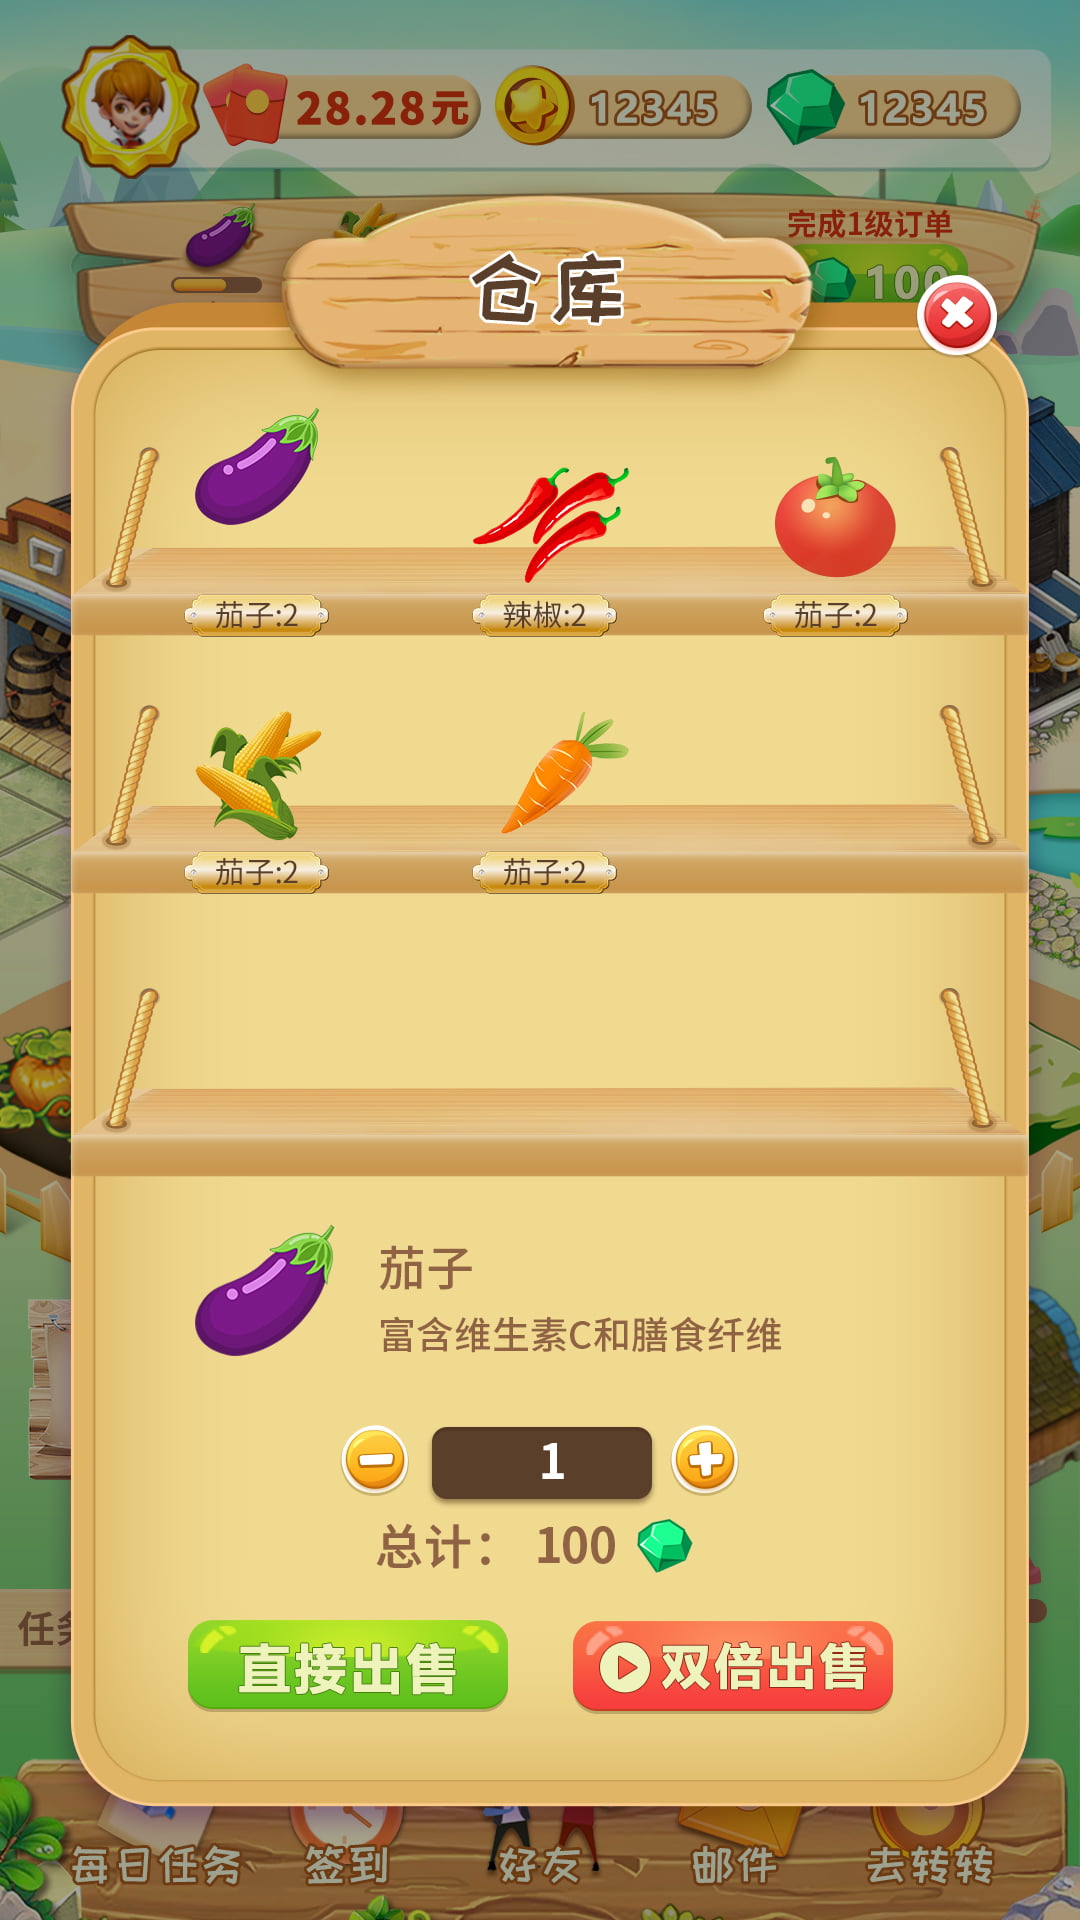 28.28元
12345
12345
完成1级订单
100
仓库
茄子:2
辣椒:2
茄子:2
茄子:2
茄子:2
茄子
富含维生素C和膳食纤维
1
总计： 100
直接出售
双倍出售
任务
每日任务
签到
好友
邮件
去转转